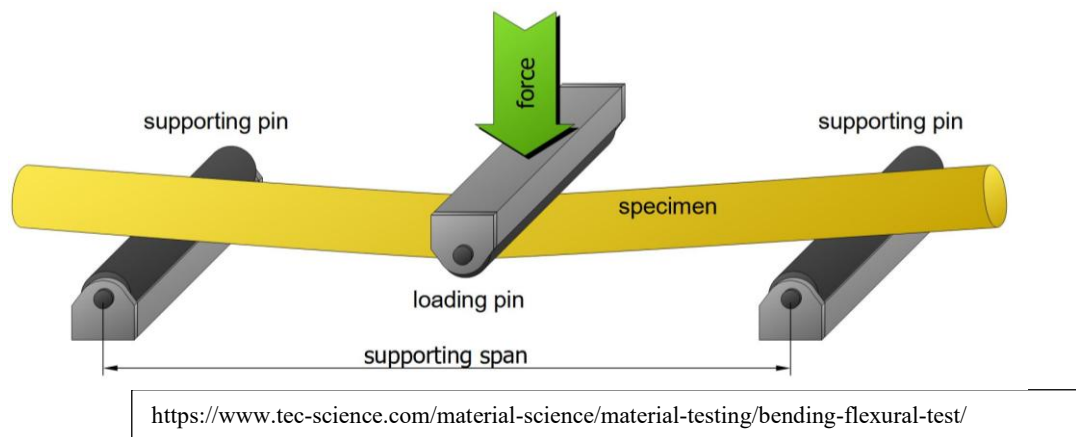 force
supporting pin
supporting pin
specimen
loading pin
supporting span
https://www.tec-science.com/material-science/material-testing/bending-flexural-test/